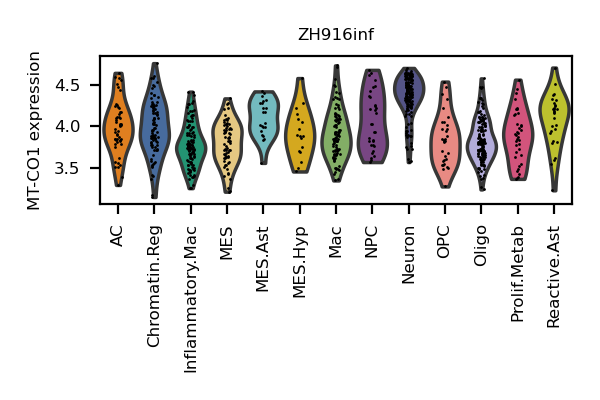 ZH916inf
MT-CO1 expression
4.5
4.0
3.5
AC
Chromatin.Reg
Inflammatory.Mac
MES
MES.Ast
MES.Hyp
Mac
NPC
Neuron
OPC
Oligo
Prolif.Metab
Reactive.Ast